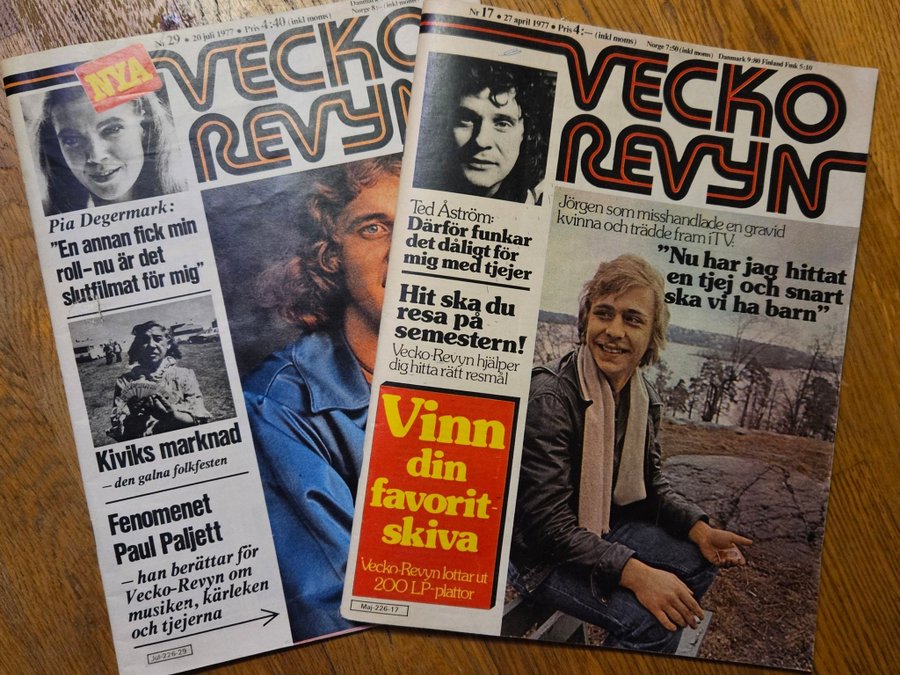 Nr 29 • 20 juli 1977 • Pris 4:40 (inkl moms)
NYA
VECKO
REVYN
Pia Degermark:
"En annan fick min
roll – nu är det
slutfilmat för mig"
Kiviks marknad
– den galna folkfesten
Fenomenet
Paul Paljett
– han berättar för
Vecko-Revyn om
musiken, kärleken
och tjejerna
Jul-226-29
Nr 17 • 27 april 1977 • Pris 4:– (inkl moms) Norge 7:50 (inkl moms) Danmark 9:80 Finland Fmk 5:10
VECKO
REVYN
Ted Åström:
Därför funkar
det dåligt för
mig med tjejer
Hit ska du
resa på
semestern!
Vecko-Revyn hjälper
dig hitta rätt resmål
Vinn
din
favorit-
skiva
Vecko-Revyn lottar ut
200 LP-plattor
Maj-226-17
Jörgen som misshandlade en gravid
kvinna och trädde fram i TV:
"Nu har jag hittat
en tjej och snart
ska vi ha barn"